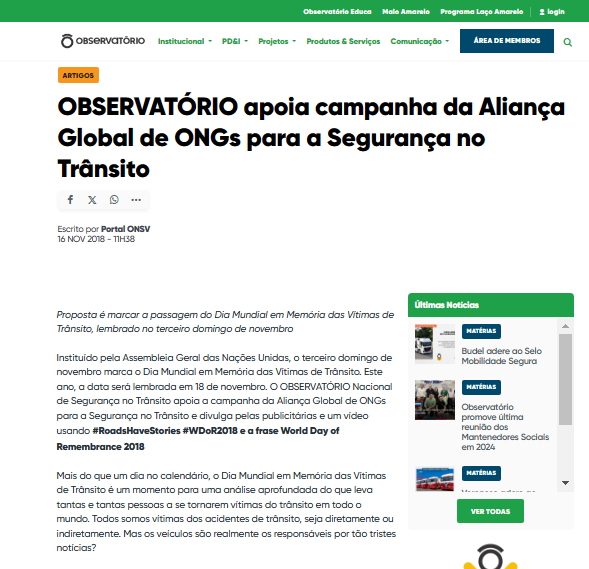 Observatório Educa Maio Amarelo Programa Laço Amarelo login
OBSERVATÓRIO Institucional PD&I Projetos Produtos & Serviços Comunicação ÁREA DE MEMBROS
ARTIGOS
OBSERVATÓRIO apoia campanha da Aliança
Global de ONGs para a Segurança no
Trânsito
Escrito por Portal ONSV
16 NOV 2018 - 11H38
Proposta é marcar a passagem do Dia Mundial em Memória das Vítimas de
Trânsito, lembrado no terceiro domingo de novembro
Instituído pela Assembleia Geral das Nações Unidas, o terceiro domingo de
novembro marca o Dia Mundial em Memória das Vítimas de Trânsito. Este
ano, a data será lembrada em 18 de novembro. O OBSERVATÓRIO Nacional
de Segurança no Trânsito apoia a campanha da Aliança Global de ONGs
para a Segurança no Trânsito e divulga pelas publicitárias e um vídeo
usando #RoadsHaveStories #WDoR2018 e a frase World Day of
Remembrance 2018
Mais do que um dia no calendário, o Dia Mundial em Memória das Vítimas
de Trânsito é um momento para uma análise aprofundada do que leva
tantas e tantas pessoas a se tornarem vítimas do trânsito em todo o
mundo. Todos somos vítimas dos acidentes de trânsito, seja diretamente ou
indiretamente. Mas os veículos são realmente os responsáveis por tão tristes
notícias?
Últimas Notícias
MATÉRIAS
Budel adere ao Selo
Mobilidade Segura
MATÉRIAS
Observatório
promove última
reunião dos
Mantenedores Sociais
em 2024
MATÉRIAS
VER TODAS